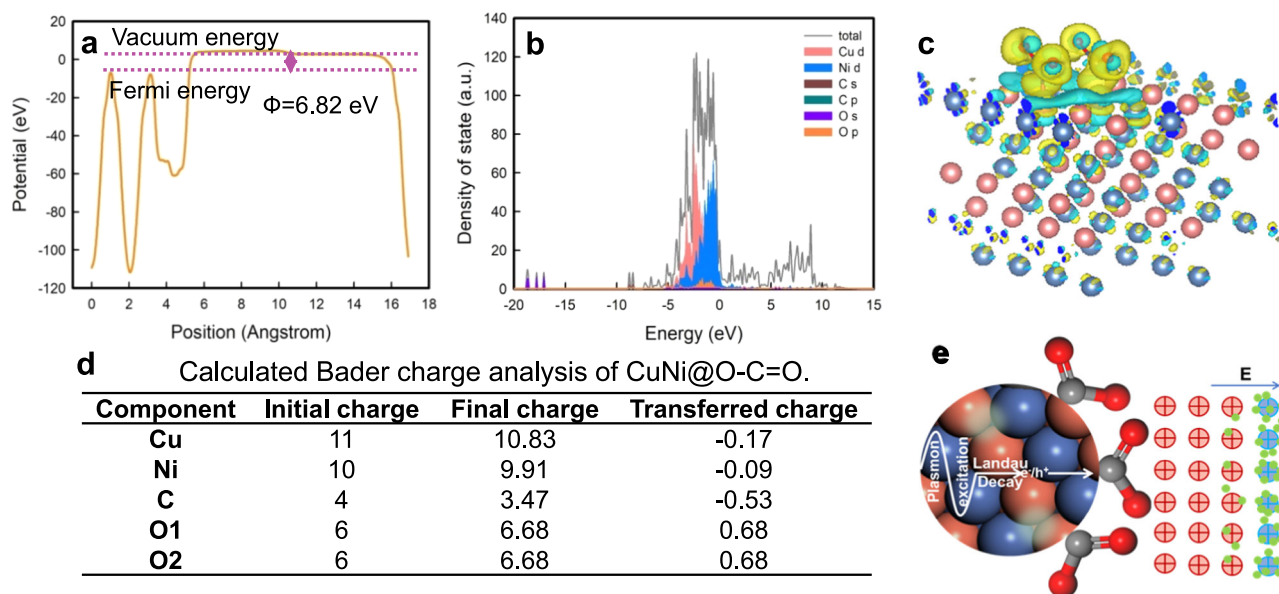 a
Vacuum energy
Fermi energy
Φ=6.82 eV
Potential (eV)
20
0
-20
-40
-60
-80
-100
-120
0 2 4 6 8 10 12 14 16 18
Position (Angstrom)
b
Density of state (a.u.)
140
120
100
80
60
40
20
0
-20 -15 -10 -5 0 5 10 15
Energy (eV)
total
Cu d
Ni d
C s
C p
O s
O p
c
d
Calculated Bader charge analysis of CuNi@O-C=O.
Component Initial charge Final charge Transferred charge
Cu 11 10.83 -0.17
Ni 10 9.91 -0.09
C 4 3.47 -0.53
O1 6 6.68 0.68
O2 6 6.68 0.68
e
Plasmon
excitation
Landau
Decay
e⁻/h⁺
E